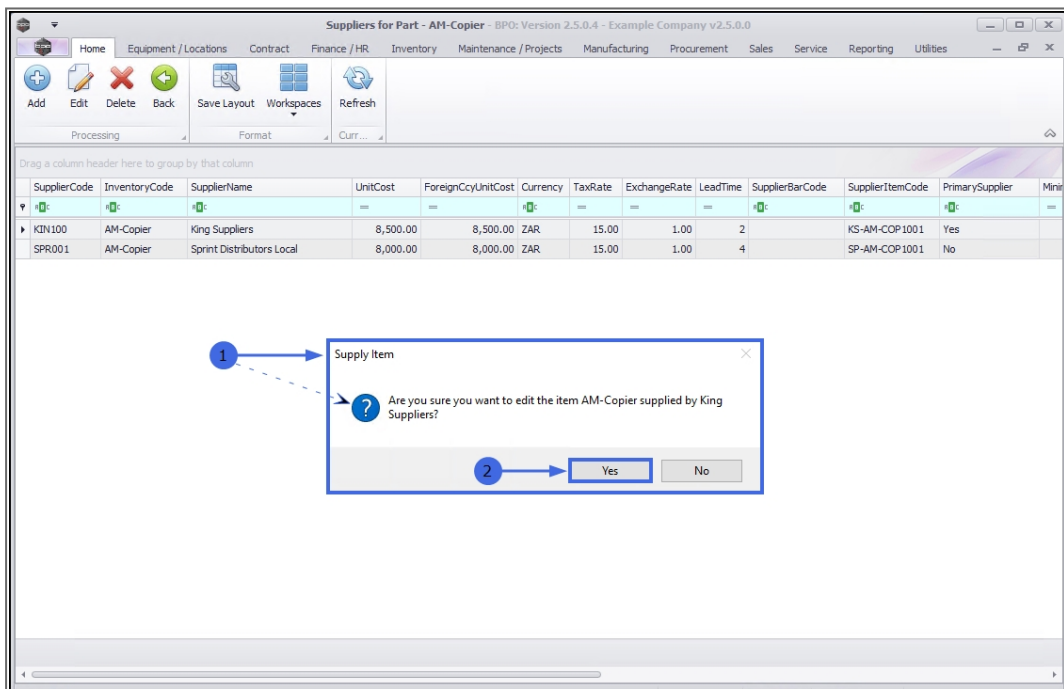 Suppliers for Part - AM-Copier - BPO: Version 2.5.0.4 - Example Company v2.5.0.0
Home Equipment / Locations Contract Finance / HR Inventory Maintenance / Projects Manufacturing Procurement Sales Service Reporting Utilities
Add Edit Delete Back Save Layout Workspaces Refresh
Processing Format Curr...
Drag a column header here to group by that column
SupplierCode InventoryCode SupplierName UnitCost ForeignCcyUnitCost Currency TaxRate ExchangeRate LeadTime SupplierBarCode SupplierItemCode PrimarySupplier
KIN100 AM-Copier King Suppliers 8,500.00 8,500.00 ZAR 15.00 1.00 2 KS-AM-COP1001 Yes
SPR001 AM-Copier Sprint Distributors Local 8,000.00 8,000.00 ZAR 15.00 1.00 4 SP-AM-COP1001 No
1
Supply Item
Are you sure you want to edit the item AM-Copier supplied by King
Suppliers?
2
Yes No